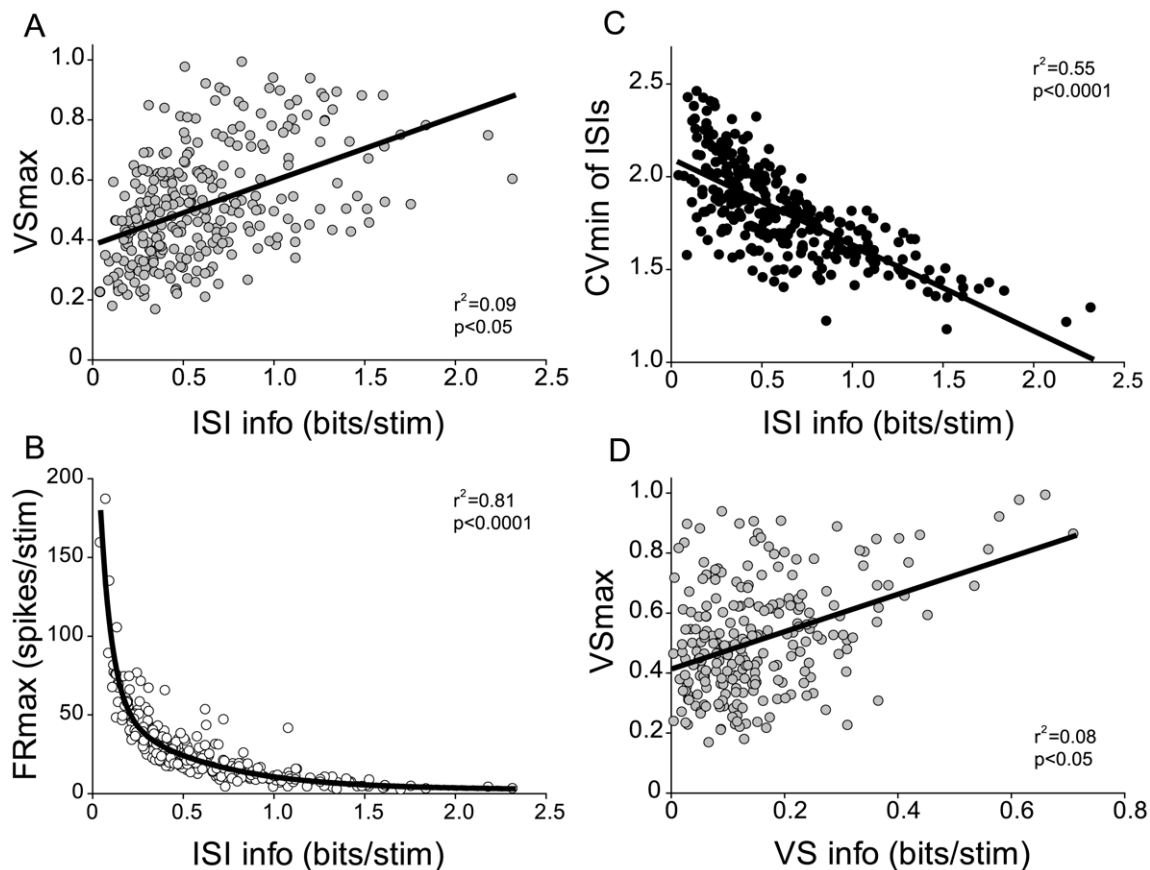 A
1.0
0.8
0.6
0.4
0.2
0
VSmax
r²=0.09
p<0.05
0
0.5
1.0
1.5
2.0
2.5
ISI info (bits/stim)
B
200
150
100
50
0
FRmax (spikes/stim)
r²=0.81
p<0.0001
0
0.5
1.0
1.5
2.0
2.5
ISI info (bits/stim)
C
2.5
2.0
1.5
1.0
CVmin of ISIs
r²=0.55
p<0.0001
0
0.5
1.0
1.5
2.0
2.5
ISI info (bits/stim)
D
1.0
0.8
0.6
0.4
0.2
0
VSmax
r²=0.08
p<0.05
0
0.2
0.4
0.6
0.8
VS info (bits/stim)